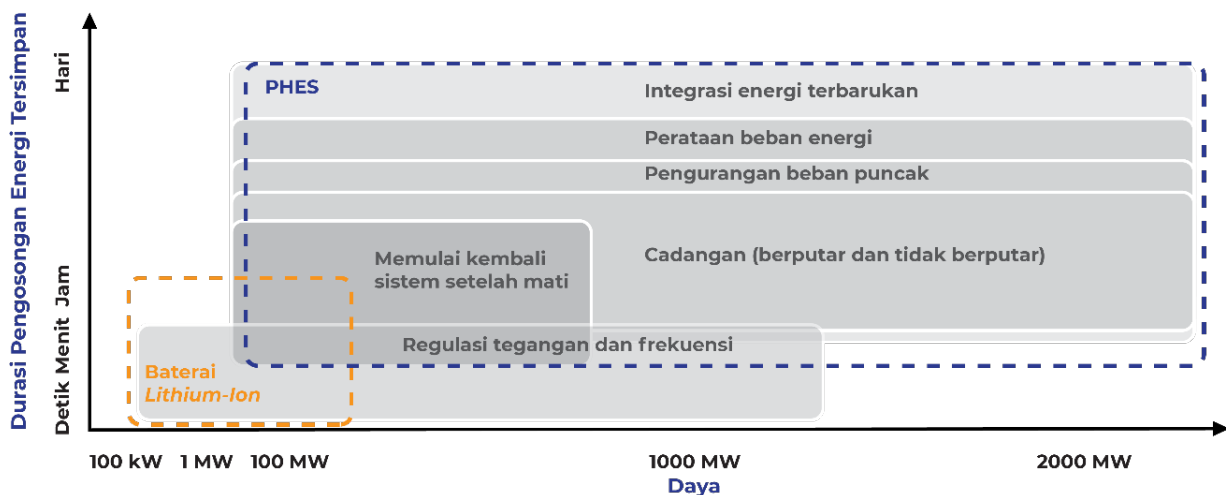 Durasi Pengosongan Energi Tersimpan
Hari
Jam
Menit
Detik
PHES
Integrasi energi terbarukan
Perataan beban energi
Pengurangan beban puncak
Cadangan (berputar dan tidak berputar)
Memulai kembali
sistem setelah mati
Regulasi tegangan dan frekuensi
Baterai
Lithium-Ion
100 kW
1 MW
100 MW
1000 MW
2000 MW
Daya